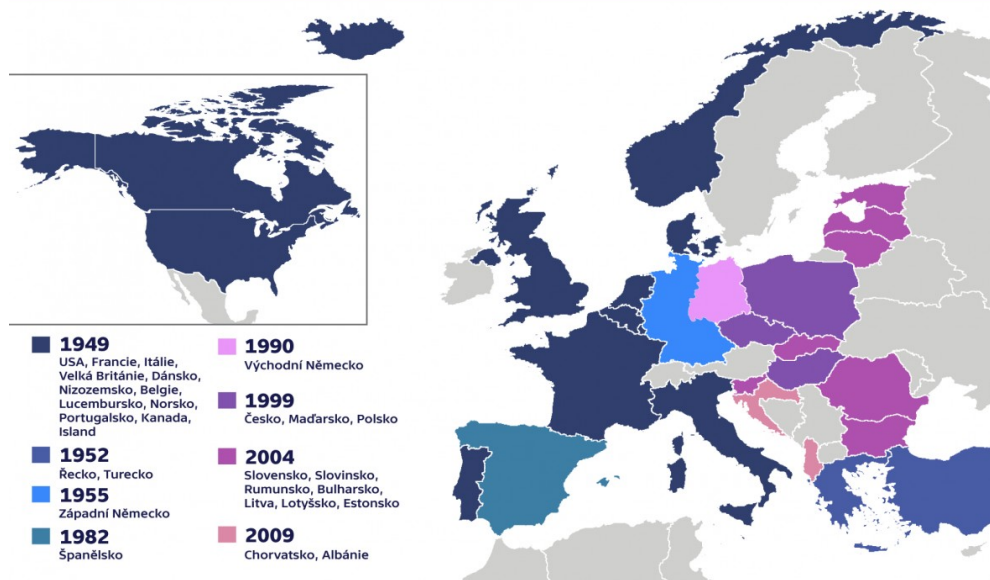 1949
USA, Francie, Itálie,
Velká Británie, Dánsko,
Nizozemsko, Belgie,
Lucembursko, Norsko,
Portugalsko, Kanada,
Island
1952
Řecko, Turecko
1955
Západní Německo
1982
Španělsko
1990
Východní Německo
1999
Česko, Maďarsko, Polsko
2004
Slovensko, Slovinsko,
Rumunsko, Bulharsko,
Litva, Lotyšsko, Estonsko
2009
Chorvatsko, Albánie